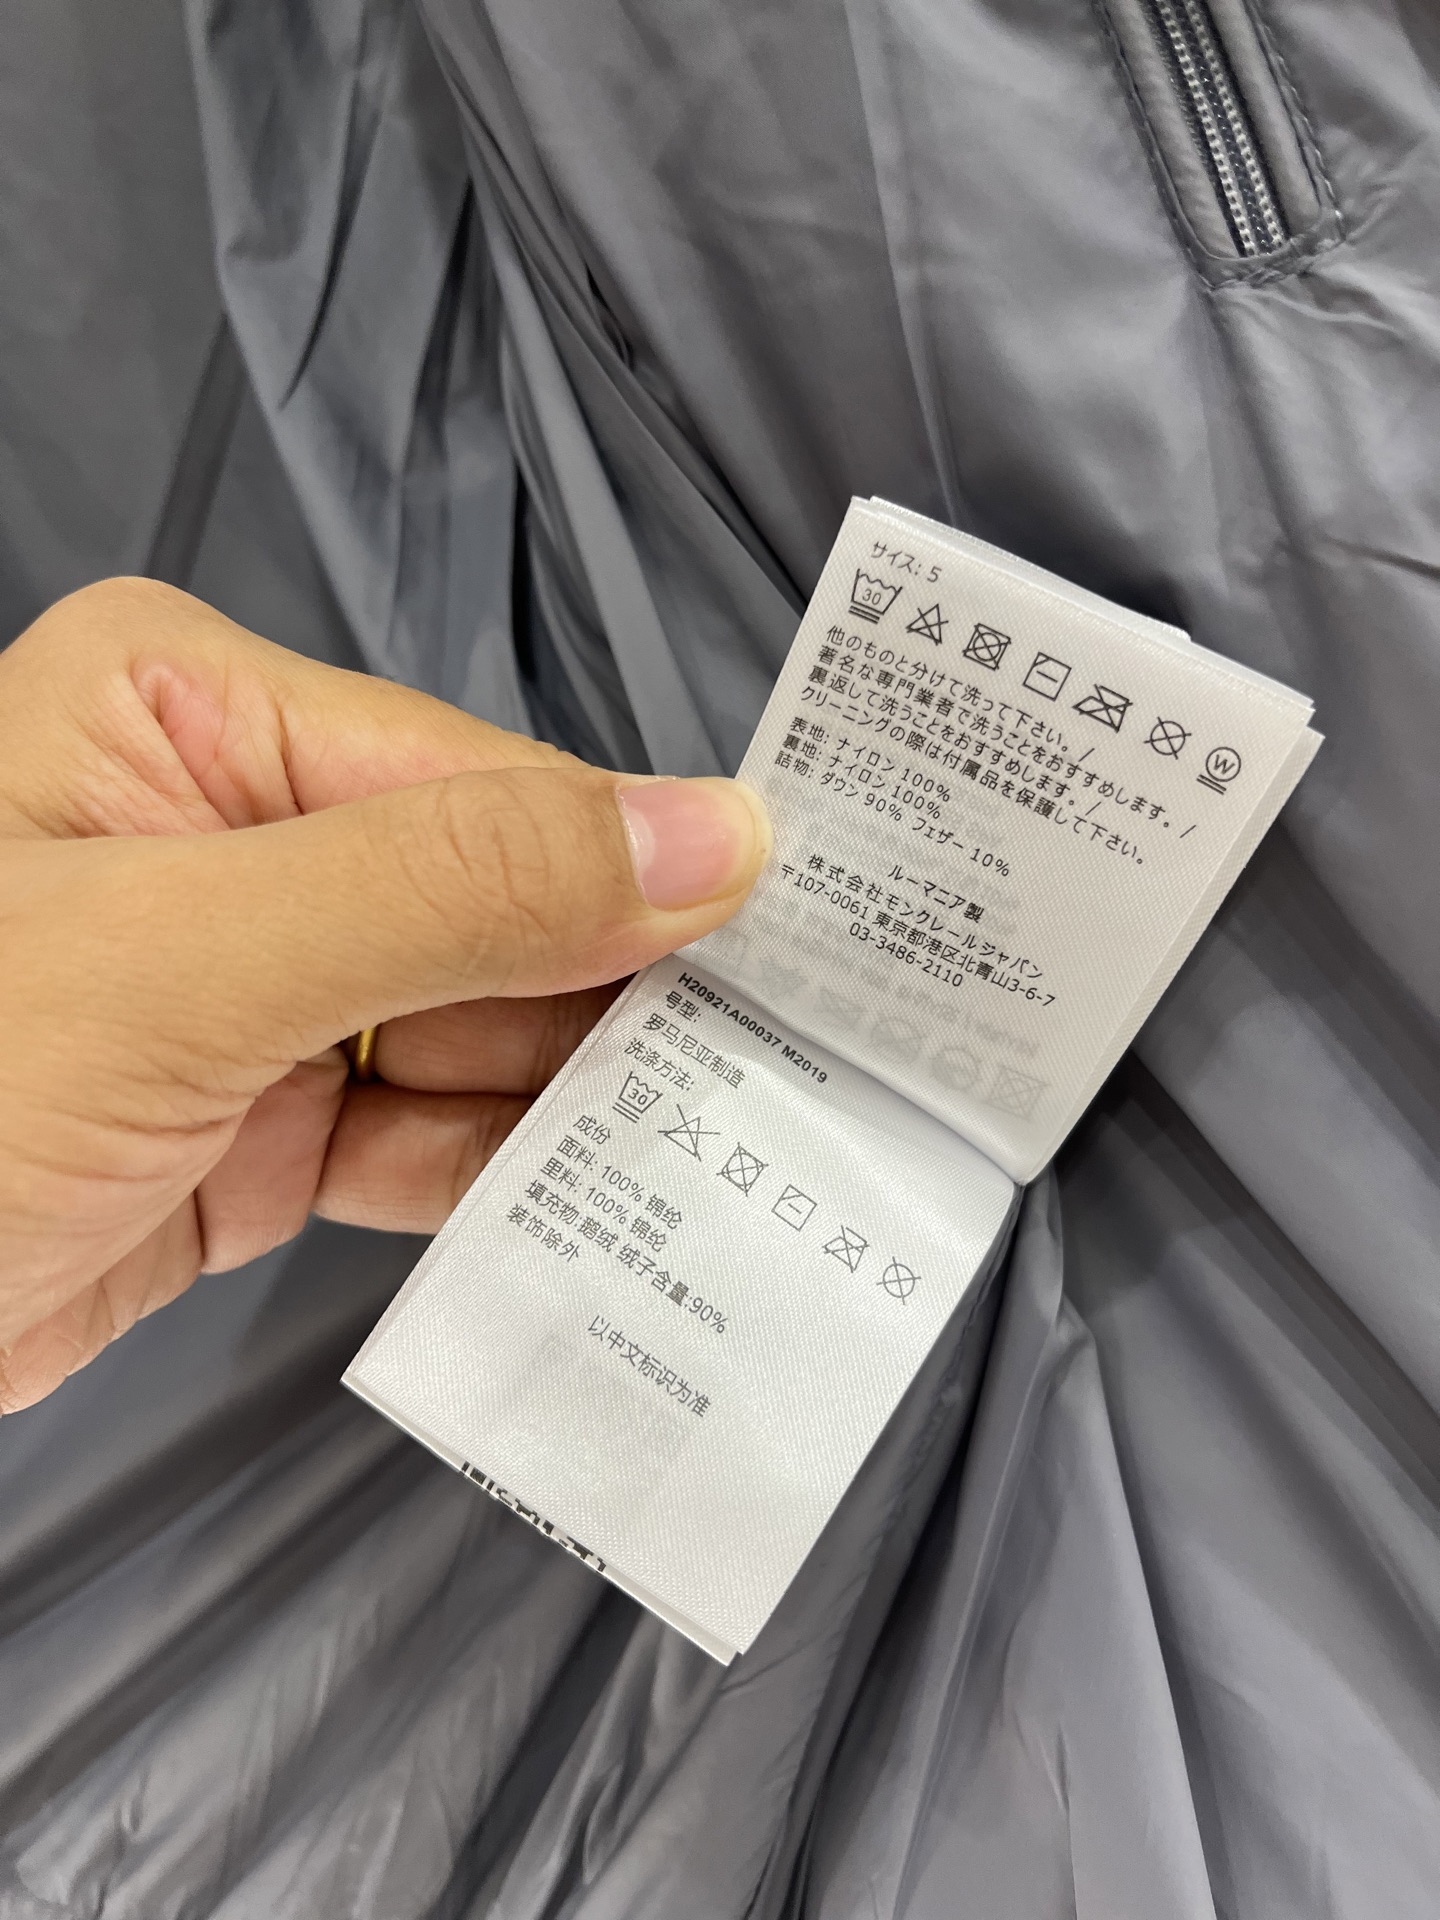 サイズ: 5
30
W
他のものと分けて洗って下さい。/
著名な専門業者で洗うことをおすすめします。/
裏返して洗うことをおすすめします。/
クリーニングの際は付属品を保護して下さい。
表地: ナイロン 100%
裏地: ナイロン 100%
詰物: ダウン 90% フェザー 10%
ルーマニア製
株式会社モンクレールジャパン
〒107-0061 東京都港区北青山3-6-7
03-3486-2110
H20921A00037 M2019
号型:
罗马尼亚制造
洗涤方法:
30
成份
面料: 100% 锦纶
里料: 100% 锦纶
填充物:鹅绒 绒子含量:90%
装饰除外
以中文标识为准